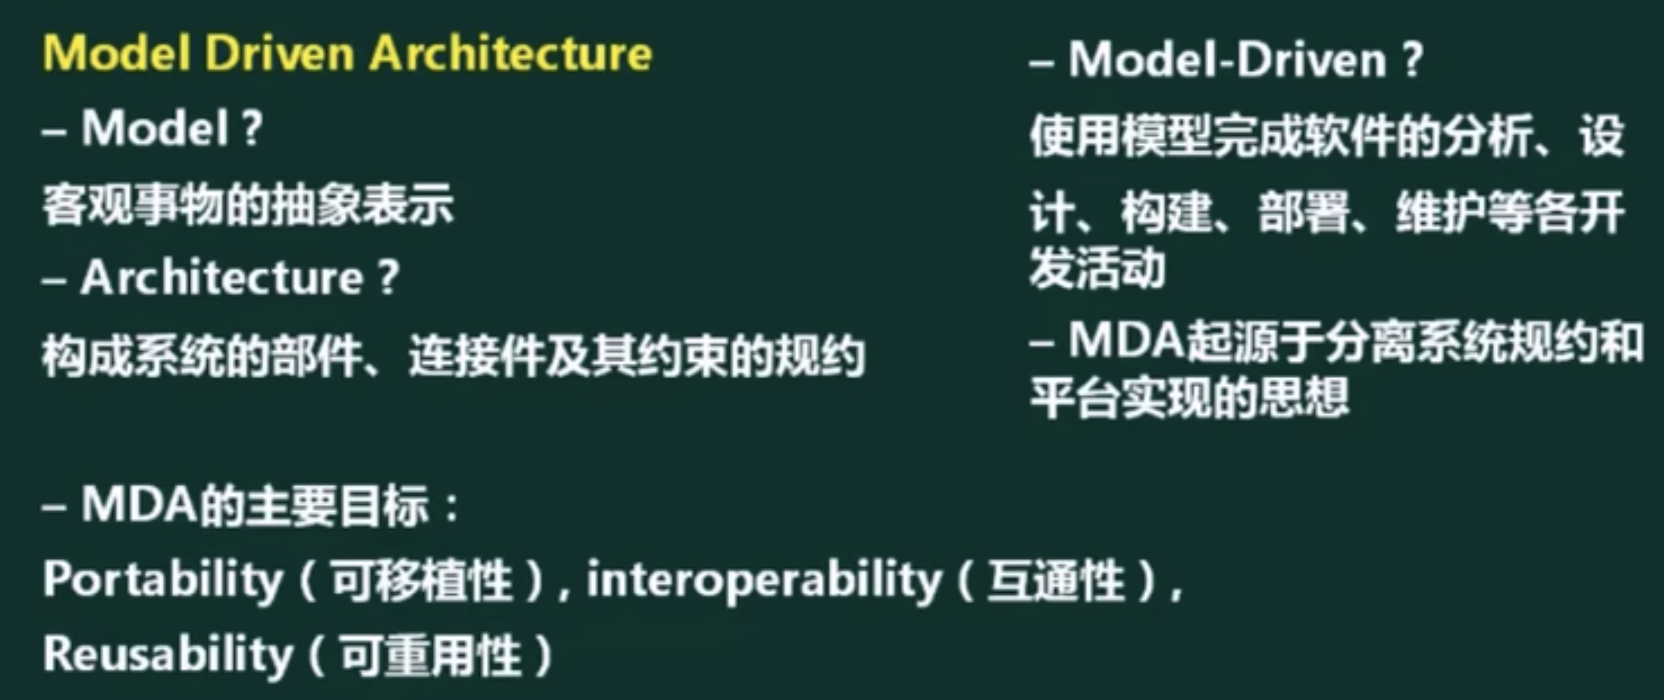 Model Driven Architecture
– Model？
客观事物的抽象表示
– Architecture？
构成系统的部件、连接件及其约束的规约
– Model-Driven？
使用模型完成软件的分析、设
计、构建、部署、维护等各开
发活动
– MDA起源于分离系统规约和
平台实现的思想
– MDA的主要目标：
Portability（可移植性）, interoperability（互通性）,
Reusability（可重用性）